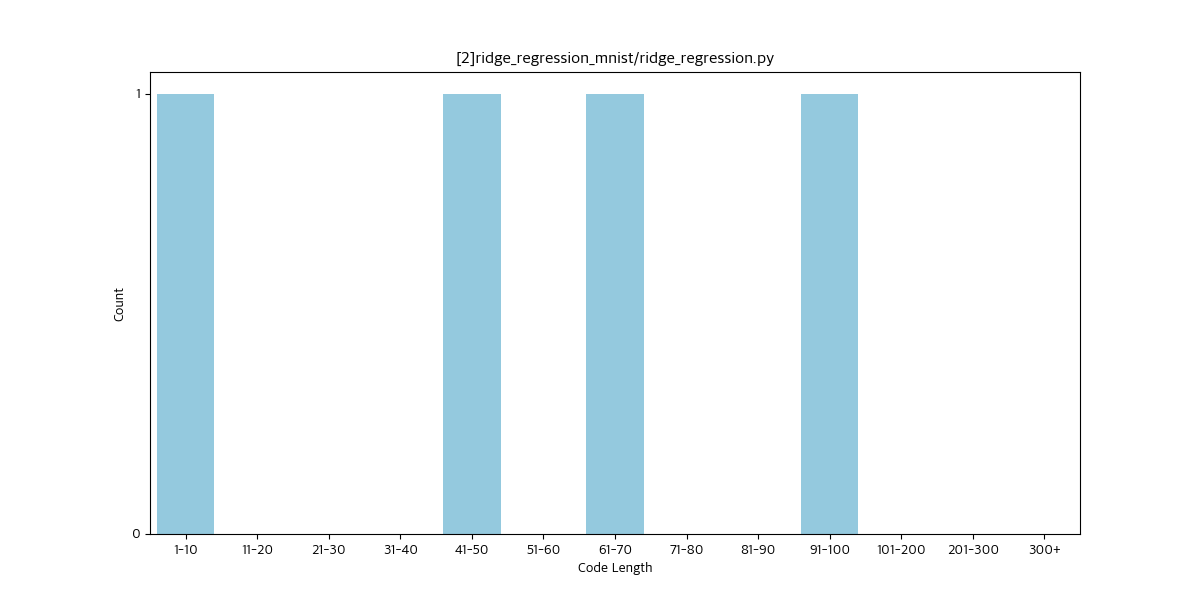 [2]ridge_regression_mnist/ridge_regression.py
1
Count
0
1-10 11-20 21-30 31-40 41-50 51-60 61-70 71-80 81-90 91-100 101-200 201-300 300+
Code Length